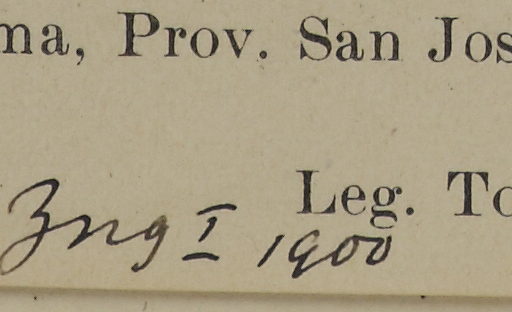 ma, Prov. San Jos
Leg. To
I 1900